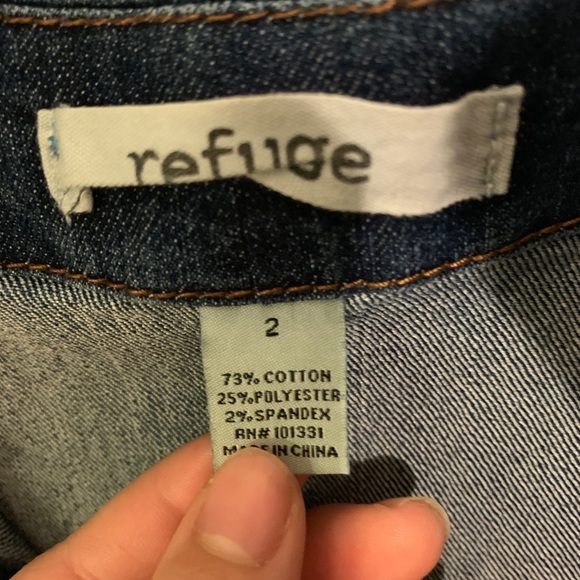 refuge
2
73% COTTON
25%POLYESTER
2%SPANDEX
RN# 101331
MADE IN CHINA